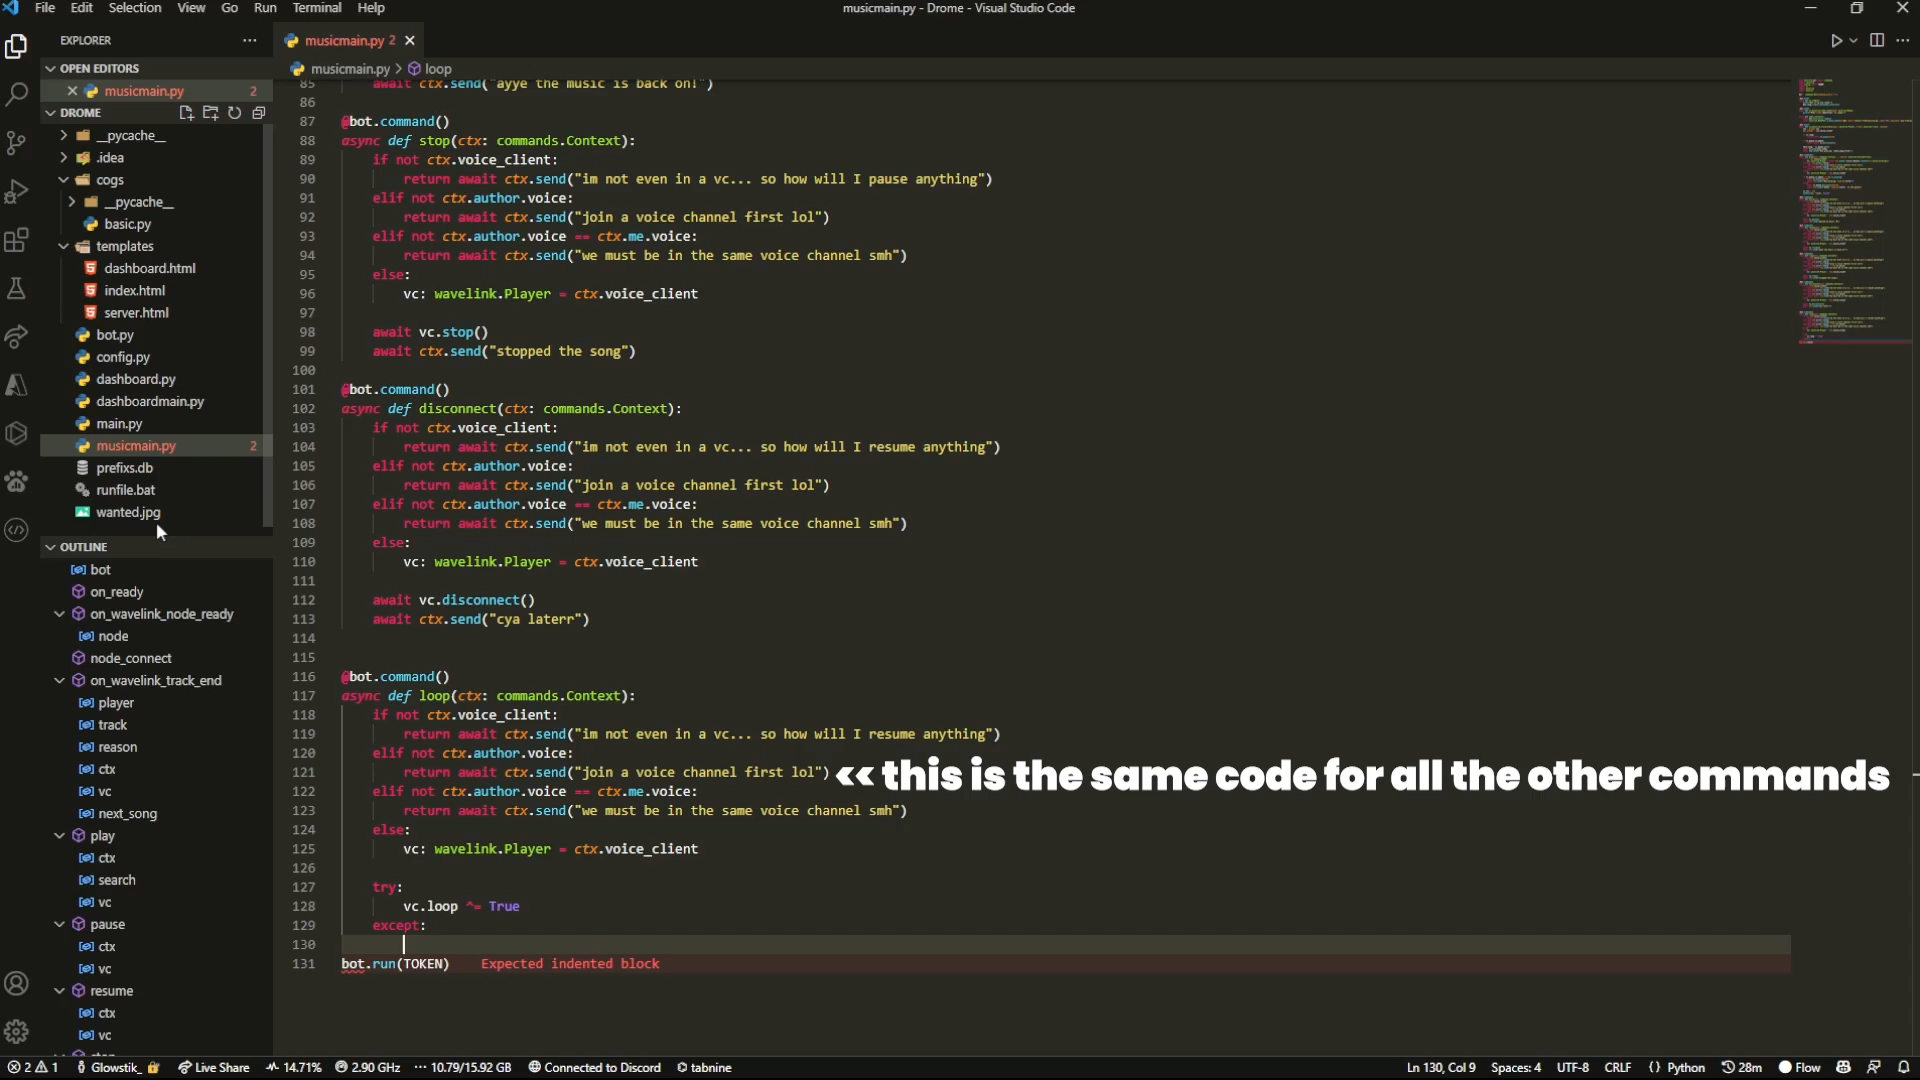 File Edit Selection View Go Run Terminal Help
musicmain.py - Drome - Visual Studio Code
EXPLORER
OPEN EDITORS
musicmain.py 2
DROME
__pycache__
.idea
cogs
__pycache__
basic.py
templates
dashboard.html
index.html
server.html
bot.py
config.py
dashboard.py
dashboardmain.py
main.py
musicmain.py 2
prefixs.db
runfile.bat
wanted.jpg
OUTLINE
bot
on_ready
on_wavelink_node_ready
node
node_connect
on_wavelink_track_end
player
track
reason
ctx
vc
next_song
play
ctx
search
vc
pause
ctx
vc
resume
ctx
vc
musicmain.py 2
musicmain.py > loop
85 await ctx.send("ayye the music is back on!")
86
87 @bot.command()
88 async def stop(ctx: commands.Context):
89 if not ctx.voice_client:
90 return await ctx.send("im not even in a vc... so how will I pause anything")
91 elif not ctx.author.voice:
92 return await ctx.send("join a voice channel first lol")
93 elif not ctx.author.voice == ctx.me.voice:
94 return await ctx.send("we must be in the same voice channel smh")
95 else:
96 vc: wavelink.Player = ctx.voice_client
97
98 await vc.stop()
99 await ctx.send("stopped the song")
100
101 @bot.command()
102 async def disconnect(ctx: commands.Context):
103 if not ctx.voice_client:
104 return await ctx.send("im not even in a vc... so how will I resume anything")
105 elif not ctx.author.voice:
106 return await ctx.send("join a voice channel first lol")
107 elif not ctx.author.voice == ctx.me.voice:
108 return await ctx.send("we must be in the same voice channel smh")
109 else:
110 vc: wavelink.Player = ctx.voice_client
111
112 await vc.disconnect()
113 await ctx.send("cya laterr")
114
115
116 @bot.command()
117 async def loop(ctx: commands.Context):
118 if not ctx.voice_client:
119 return await ctx.send("im not even in a vc... so how will I resume anything")
120 elif not ctx.author.voice:
121 return await ctx.send("join a voice channel first lol") << this is the same code for all the other commands
122 elif not ctx.author.voice == ctx.me.voice:
123 return await ctx.send("we must be in the same voice channel smh")
124 else:
125 vc: wavelink.Player = ctx.voice_client
126
127 try:
128 vc.loop ^= True
129 except:
130
131 bot.run(TOKEN) Expected indented block
2 1 Glowstik_ Live Share 14.71% 2.90 GHz 10.79/15.92 GB Connected to Discord tabnine Ln 130, Col 9 Spaces: 4 UTF-8 CRLF { } Python 28m Flow